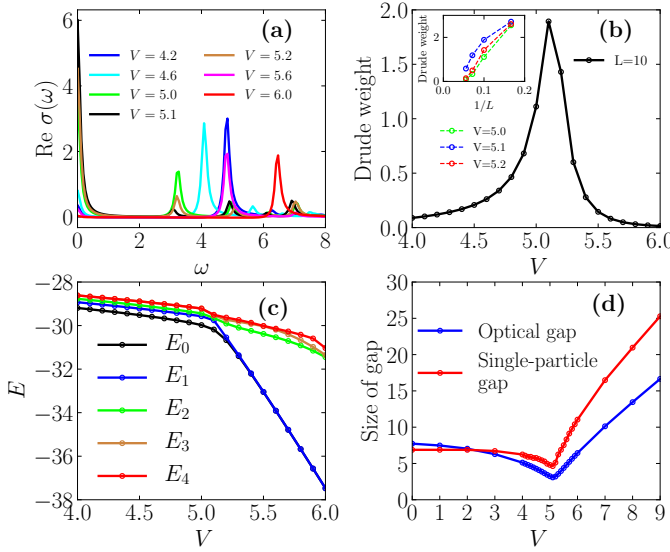 (a)
6
4
2
0
Re σ(ω)
V = 4.2
V = 4.6
V = 5.0
V = 5.1
V = 5.2
V = 5.6
V = 6.0
0 2 4 6 8
ω
(b)
2.0
1.5
1.0
0.5
0.0
Drude weight
L=10
2
0
Drude weight
0.0 0.1 0.2
1/L
V=5.0
V=5.1
V=5.2
4.0 4.5 5.0 5.5 6.0
V
(c)
−28
−30
−32
−34
−36
−38
E
E0
E1
E2
E3
E4
4.0 4.5 5.0 5.5 6.0
V
(d)
30
25
20
15
10
5
0
Size of gap
Optical gap
Single-particle
gap
0 1 2 3 4 5 6 7 8 9
V